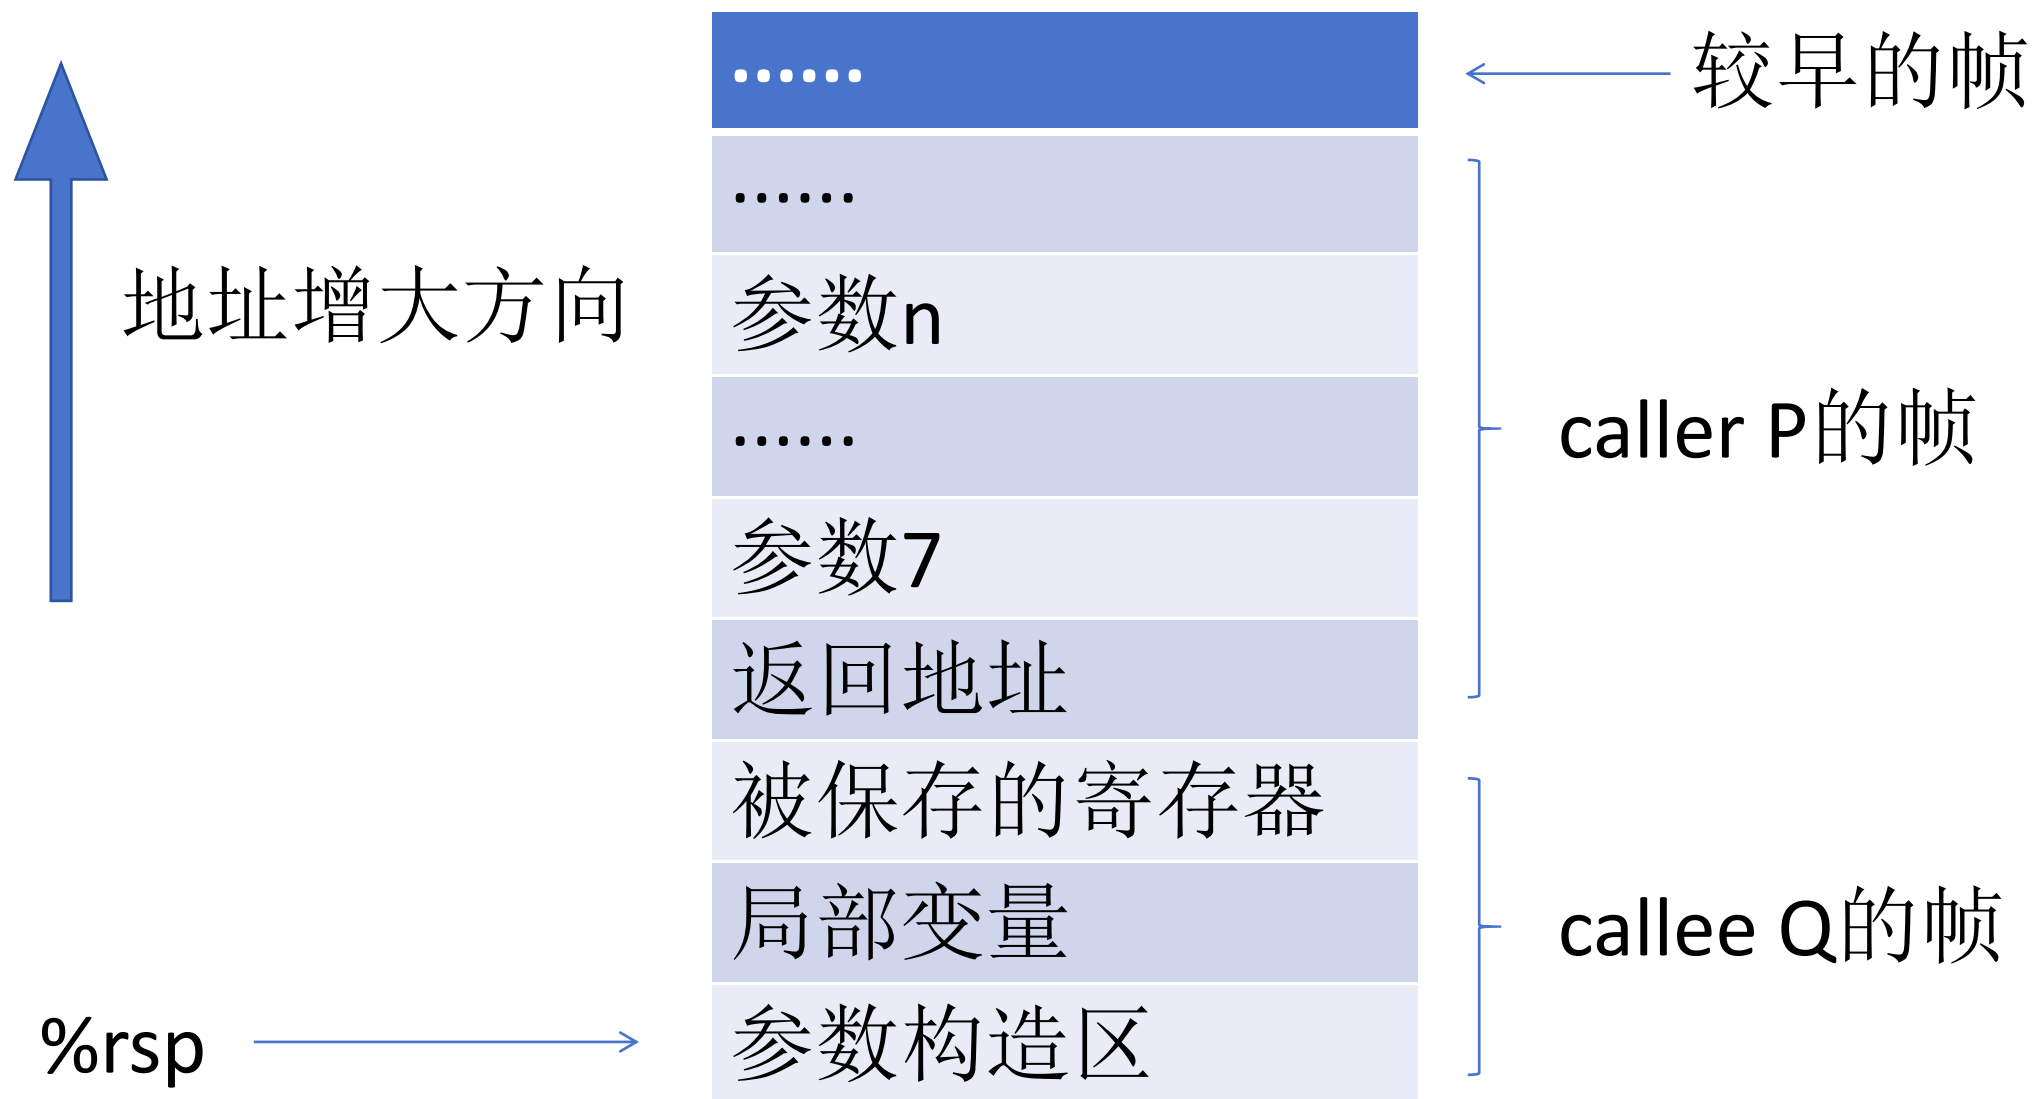 ……
较早的帧
……
地址增大方向
参数n
……
caller P的帧
参数7
返回地址
被保存的寄存器
局部变量
callee Q的帧
%rsp
参数构造区